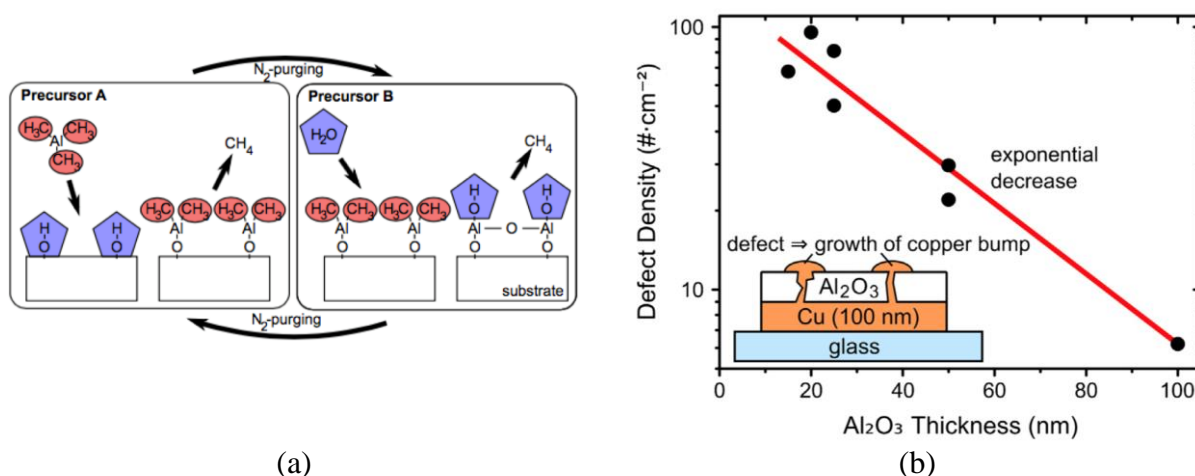 N₂-purging
Precursor A
H₃C Al CH₃
CH₃
CH₄
H
O
H
O
H₃C CH₃ H₃C CH₃
Al Al
O O
Precursor B
H₂O
CH₄
H₃C CH₃ H₃C CH₃
Al Al
O O
H
O
H
O
Al — O — Al
O O
substrate
N₂-purging
(a)
Defect Density (#·cm⁻²)
100
10
exponential
decrease
defect ⇒ growth of copper bump
Al₂O₃
Cu (100 nm)
glass
0 20 40 60 80 100
Al₂O₃ Thickness (nm)
(b)